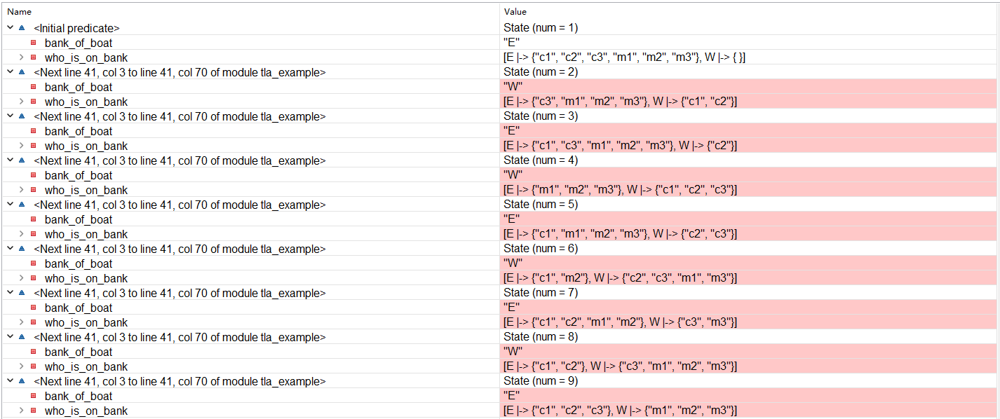 Name Value
<Initial predicate> State (num = 1)
bank_of_boat "E"
who_is_on_bank [E |-> {"c1", "c2", "c3", "m1", "m2", "m3"}, W |-> { }]
<Next line 41, col 3 to line 41, col 70 of module tla_example> State (num = 2)
bank_of_boat "W"
who_is_on_bank [E |-> {"c3", "m1", "m2", "m3"}, W |-> {"c1", "c2"}]
<Next line 41, col 3 to line 41, col 70 of module tla_example> State (num = 3)
bank_of_boat "E"
who_is_on_bank [E |-> {"c1", "c3", "m1", "m2", "m3"}, W |-> {"c2"}]
<Next line 41, col 3 to line 41, col 70 of module tla_example> State (num = 4)
bank_of_boat "W"
who_is_on_bank [E |-> {"m1", "m2", "m3"}, W |-> {"c1", "c2", "c3"}]
<Next line 41, col 3 to line 41, col 70 of module tla_example> State (num = 5)
bank_of_boat "E"
who_is_on_bank [E |-> {"c1", "m1", "m2", "m3"}, W |-> {"c2", "c3"}]
<Next line 41, col 3 to line 41, col 70 of module tla_example> State (num = 6)
bank_of_boat "W"
who_is_on_bank [E |-> {"c1", "m2"}, W |-> {"c2", "c3", "m1", "m3"}]
<Next line 41, col 3 to line 41, col 70 of module tla_example> State (num = 7)
bank_of_boat "E"
who_is_on_bank [E |-> {"c1", "c2", "m1", "m2"}, W |-> {"c3", "m3"}]
<Next line 41, col 3 to line 41, col 70 of module tla_example> State (num = 8)
bank_of_boat "W"
who_is_on_bank [E |-> {"c1", "c2"}, W |-> {"c3", "m1", "m2", "m3"}]
<Next line 41, col 3 to line 41, col 70 of module tla_example> State (num = 9)
bank_of_boat "E"
who_is_on_bank [E |-> {"c1", "c2", "c3"}, W |-> {"m1", "m2", "m3"}]